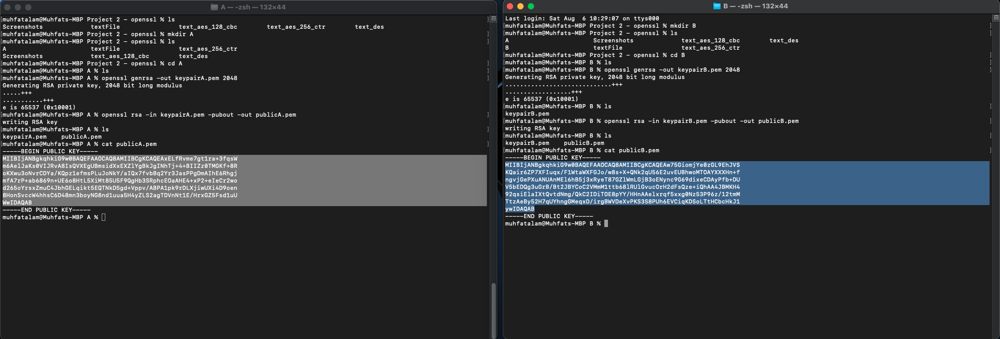 A — -zsh — 132×44
[muhfatalam@Muhfats-MBP Project 2 - openssl % ls ]
Screenshots textFile text_aes_128_cbc text_aes_256_ctr text_des
[muhfatalam@Muhfats-MBP Project 2 - openssl % mkdir A ]
[muhfatalam@Muhfats-MBP Project 2 - openssl % ls ]
A textFile text_aes_256_ctr
Screenshots text_aes_128_cbc text_des
[muhfatalam@Muhfats-MBP Project 2 - openssl % cd A ]
[muhfatalam@Muhfats-MBP A % ls ]
[muhfatalam@Muhfats-MBP A % openssl genrsa -out keypairA.pem 2048 ]
Generating RSA private key, 2048 bit long modulus
.....+++
...........+++
e is 65537 (0x10001)
[muhfatalam@Muhfats-MBP A % openssl rsa -in keypairA.pem -pubout -out publicA.pem ]
writing RSA key
[muhfatalam@Muhfats-MBP A % ls ]
keypairA.pem publicA.pem
[muhfatalam@Muhfats-MBP A % cat publicA.pem ]
-----BEGIN PUBLIC KEY-----
MIIBIjANBgkqhkiG9w0BAQEFAAOCAQ8AMIIBCgKCAQEAxELfRvme7gt1ra+3fqsW
m6AelJaKs0VIJRvA8IsQVXEgUBmsidXxEXZlYgBkJgINhTj+4+BIIZz0TMGKf+8R
oKXwu3oNvrCDYa/KQpz1efmsPLuJoNkY/aIQx7fvbBq2Yr3JasPPgDmAIhE6Rhgj
mfA7rP+ab6869n+UE6o8HtL5XiMt85U5F9QgHb3SRphcEOaAHE4+xP2+eIeCr2wo
d265oYrsxZmuC4JbhGELqikt5EQTNkD5gd+Vppv/ABPA1pk9rDLXjiwUXi4D9oen
8HonSvccW4hhsC6D48mn3boyNG8nd1uua5H4yZLS2agTDVnNt1E/HrxGZ5Fsd1uU
WwIDAQAB
-----END PUBLIC KEY-----
muhfatalam@Muhfats-MBP A %
B — -zsh — 132×44
Last login: Sat Aug 6 10:29:07 on ttys000
[muhfatalam@Muhfats-MBP Project 2 - openssl % mkdir B ]
[muhfatalam@Muhfats-MBP Project 2 - openssl % ls ]
A Screenshots text_aes_128_cbc text_des
B textFile text_aes_256_ctr
[muhfatalam@Muhfats-MBP Project 2 - openssl % cd B ]
[muhfatalam@Muhfats-MBP B % ls ]
[muhfatalam@Muhfats-MBP B % openssl genrsa -out keypairB.pem 2048 ]
Generating RSA private key, 2048 bit long modulus
.............................+++
..................+++
e is 65537 (0x10001)
[muhfatalam@Muhfats-MBP B % ls ]
keypairB.pem
[muhfatalam@Muhfats-MBP B % openssl rsa -in keypairB.pem -pubout -out publicB.pem ]
writing RSA key
[muhfatalam@Muhfats-MBP B % ls ]
keypairB.pem publicB.pem
[muhfatalam@Muhfats-MBP B % cat publicB.pem ]
-----BEGIN PUBLIC KEY-----
MIIBIjANBgkqhkiG9w0BAQEFAAOCAQ8AMIIBCgKCAQEAw75GiomjYe0zGL9EhJVS
KQair6ZP7XFIuqx/F1WtaWXFGJo/w8s+X+QNk2qU56E2uvEUBhwoMTOAYXXXHn+f
ngvjGePXuANUAnMEl6hB5j3xRyeT87GZlWmLGjB3oENync9G69dixeCDAyPfb+DU
V5bEDQg3uGrB/Bt2JBYCoC2VMmM1ttb68lRUlGvucOrH2dFsQze+iQhAA4JBMKH4
92qsiElaIXtQvtdNmg/QkC2IDiTOE8pYY/HHnAAelxrqf5xxg0Nz53P96z/12tmM
TtzAeBy52H7qUYhngGMeqxD/irgBWVDeXvPKS3S8PUh6EVCiqKDSoLTtHCbcHkJ1
ywIDAQAB
-----END PUBLIC KEY-----
muhfatalam@Muhfats-MBP B %